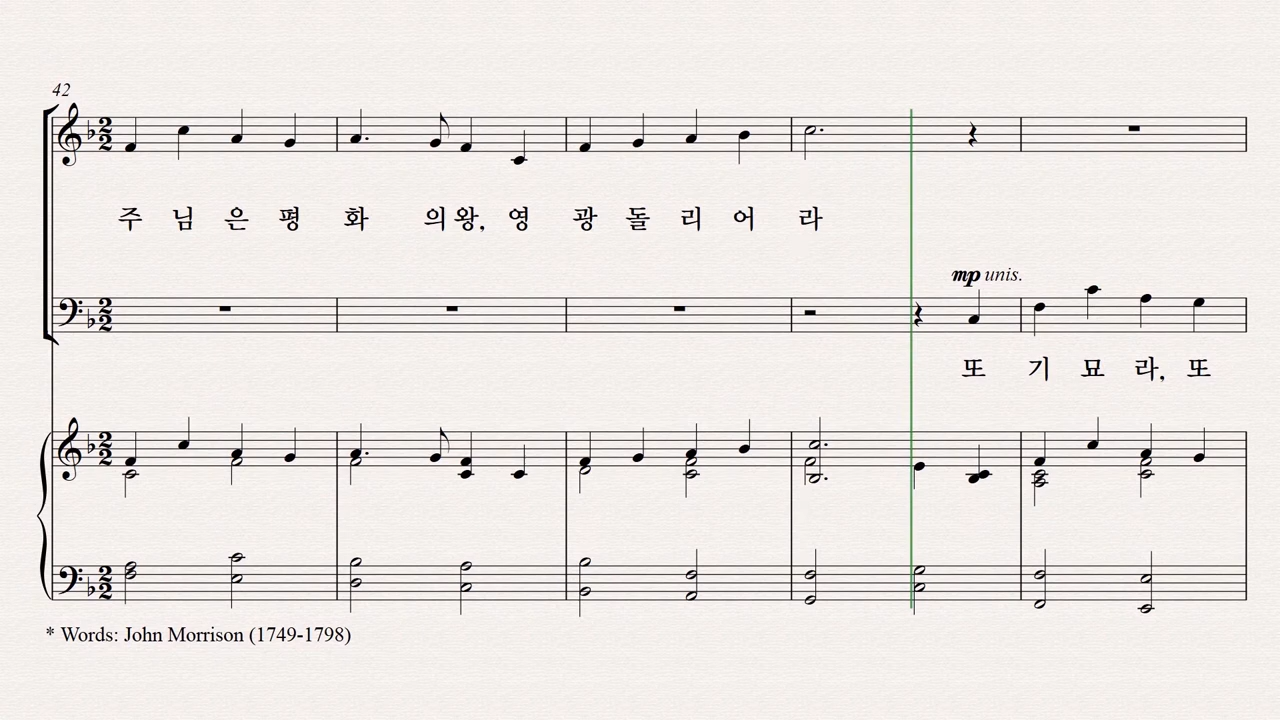 42
주 님 은 평 화 의 왕, 영 광 돌 리 어 라
mp unis.
또 기 묘 라, 또
* Words: John Morrison (1749-1798)